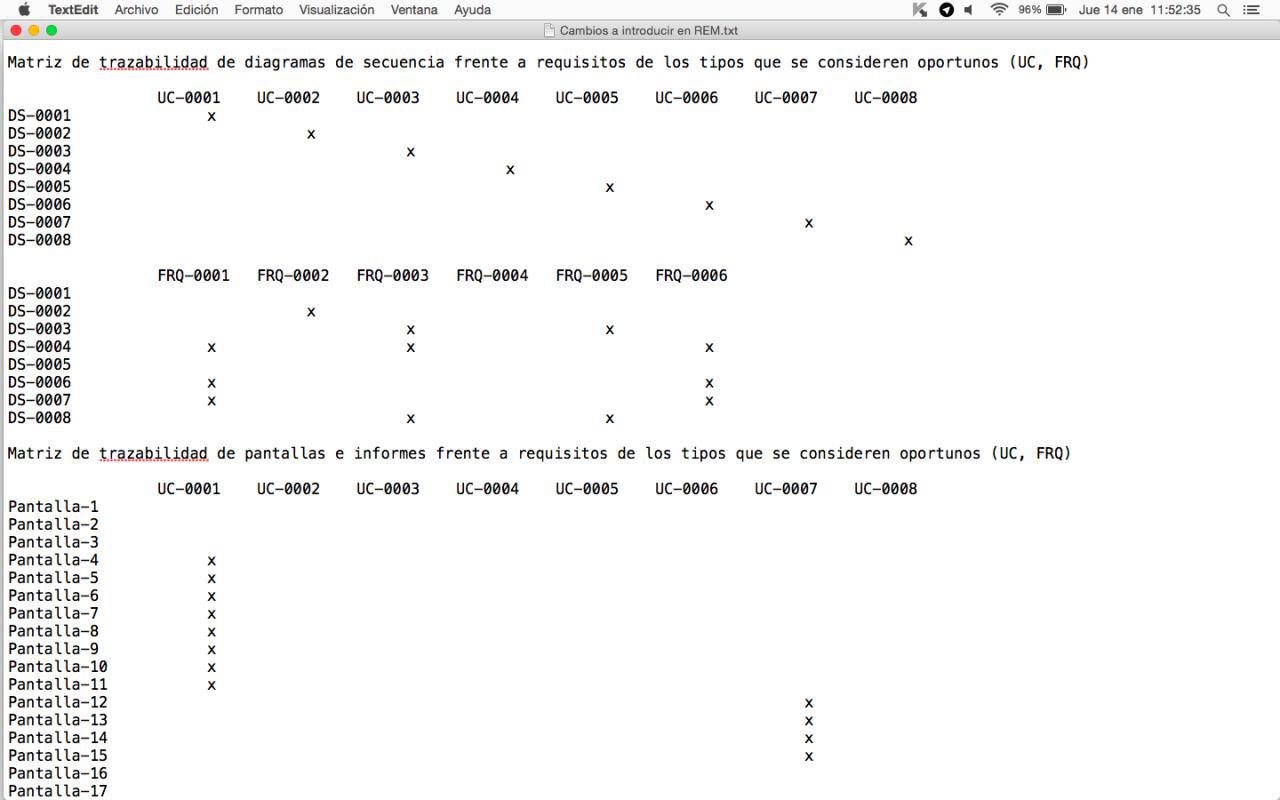 TextEdit Archivo Edición Formato Visualización Ventana Ayuda 96% Jue 14 ene 11:52:35
Cambios a introducir en REM.txt
Matriz de trazabilidad de diagramas de secuencia frente a requisitos de los tipos que se consideren oportunos (UC, FRQ)
UC-0001 UC-0002 UC-0003 UC-0004 UC-0005 UC-0006 UC-0007 UC-0008
DS-0001 x
DS-0002 x
DS-0003 x
DS-0004 x
DS-0005 x
DS-0006 x
DS-0007 x
DS-0008 x
FRQ-0001 FRQ-0002 FRQ-0003 FRQ-0004 FRQ-0005 FRQ-0006
DS-0001
DS-0002 x
DS-0003 x x
DS-0004 x x x
DS-0005
DS-0006 x x
DS-0007 x x
DS-0008 x x
Matriz de trazabilidad de pantallas e informes frente a requisitos de los tipos que se consideren oportunos (UC, FRQ)
UC-0001 UC-0002 UC-0003 UC-0004 UC-0005 UC-0006 UC-0007 UC-0008
Pantalla-1
Pantalla-2
Pantalla-3
Pantalla-4 x
Pantalla-5 x
Pantalla-6 x
Pantalla-7 x
Pantalla-8 x
Pantalla-9 x
Pantalla-10 x
Pantalla-11 x
Pantalla-12 x
Pantalla-13 x
Pantalla-14 x
Pantalla-15 x
Pantalla-16
Pantalla-17